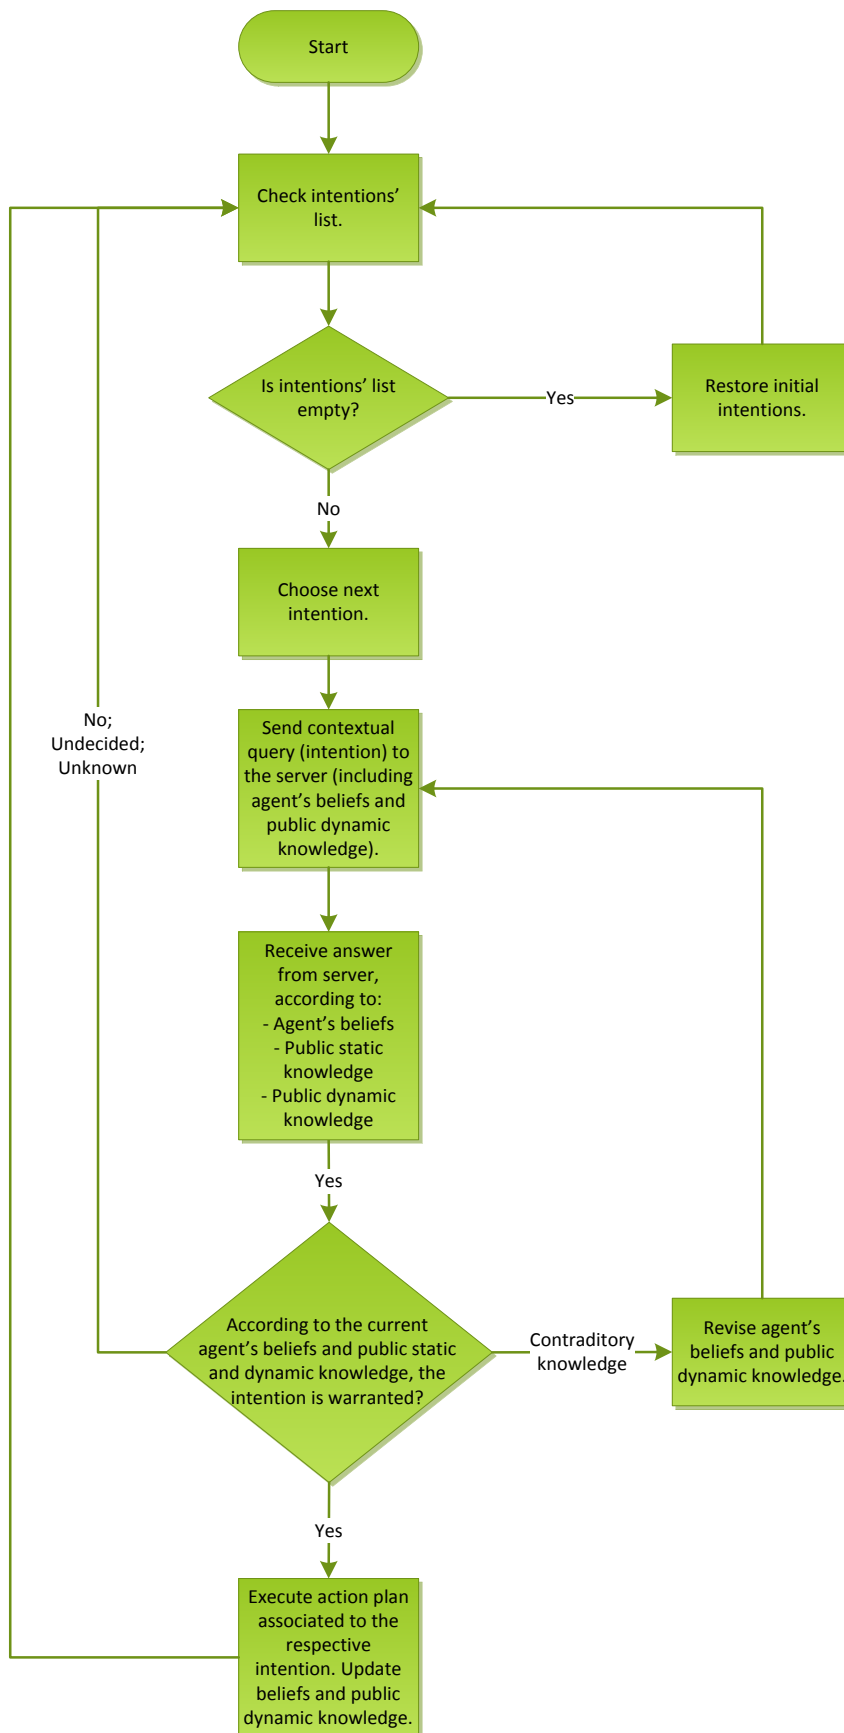 Start
Check intentions'
list.
Is intentions' list
empty?
Yes
Restore initial
intentions.
No
Choose next
intention.
No;
Undecided;
Unknown
Send contextual
query (intention) to
the server (including
agent's beliefs and
public dynamic
knowledge).
Receive answer
from server,
according to:
- Agent's beliefs
- Public static
knowledge
- Public dynamic
knowledge
Yes
According to the current
agent's beliefs and public static
and dynamic knowledge, the
intention is warranted?
Contraditory
knowledge
Revise agent's
beliefs and public
dynamic knowledge.
Yes
Execute action plan
associated to the
respective
intention. Update
beliefs and public
dynamic knowledge.